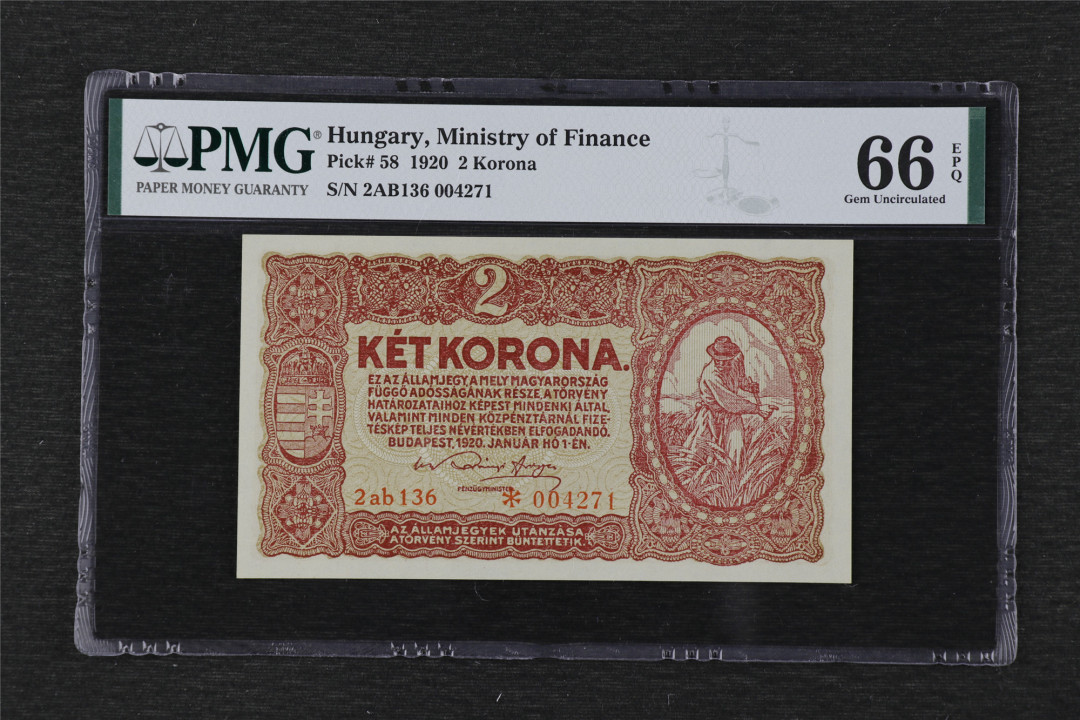 PMG®
PAPER MONEY GUARANTY
Hungary, Ministry of Finance
Pick# 58 1920 2 Korona
S/N 2AB136 004271
66
EPQ
Gem Uncirculated
2
KÉT KORONA.
EZ AZ ÁLLAMJEGY, AMELY MAGYARORSZÁG
FÜGGŐ ADÓSSÁGÁNAK RÉSZE, A TÖRVÉNY
HATÁROZATAIHOZ KÉPEST MINDENKI ÁLTAL,
VALAMINT MINDEN KÖZPÉNZTÁRNÁL FIZE-
TÉSKÉP TELJES NÉVÉRTÉKBEN ELFOGADANDÓ.
BUDAPEST, 1920. JANUÁR HÓ 1-ÉN.
PÉNZÜGYMINISTER
2ab136 * 004271
AZ ÁLLAMJEGYEK UTÁNZÁSA
A TÖRVÉNY SZERINT BÜNTETTETIK.